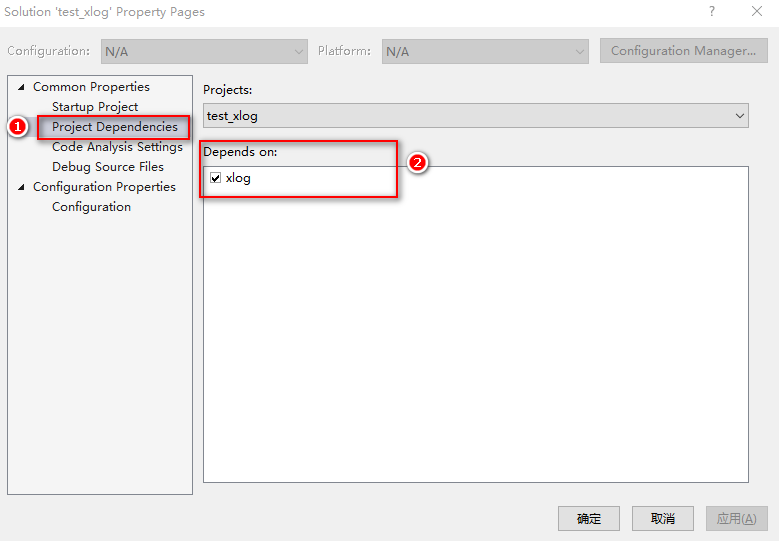 Solution 'test_xlog' Property Pages
?
Configuration: N/A Platform: N/A Configuration Manager...
Common Properties
Startup Project
1 Project Dependencies
Code Analysis Settings
Debug Source Files
Configuration Properties
Configuration
Projects:
test_xlog
Depends on:
2
xlog
确定 取消 应用(A)